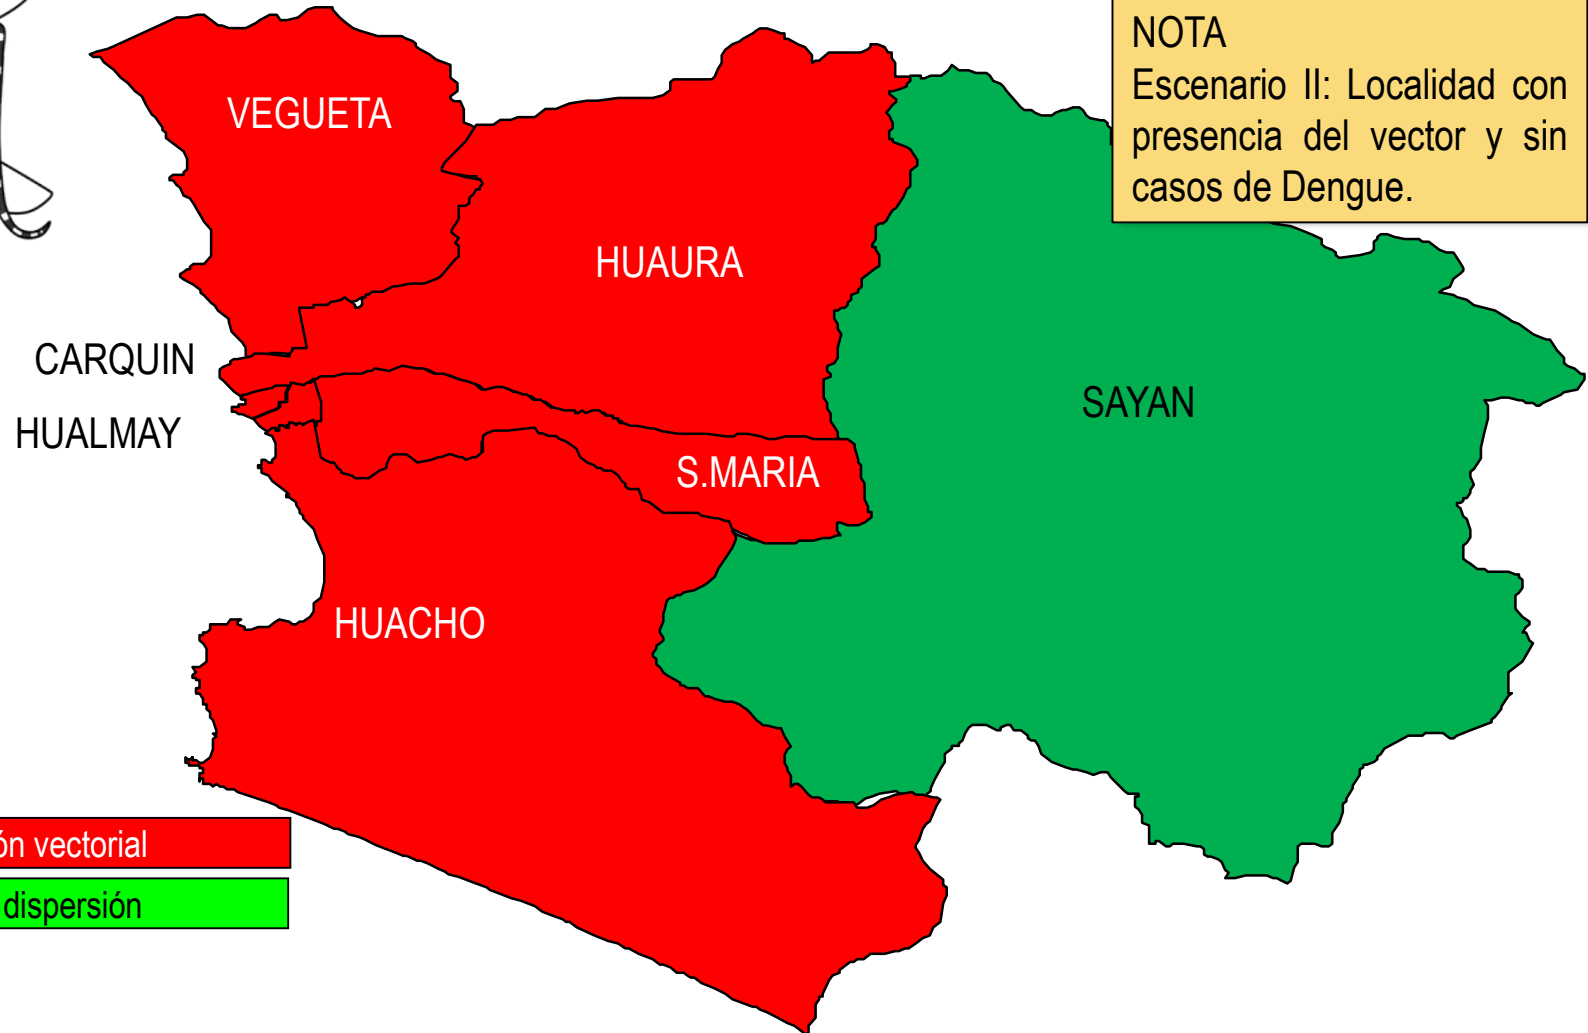 NOTA
Escenario II: Localidad con
presencia del vector y sin
casos de Dengue.
VEGUETA
HUAURA
CARQUIN
SAYAN
HUALMAY
S.MARIA
HUACHO
ón vectorial
dispersión